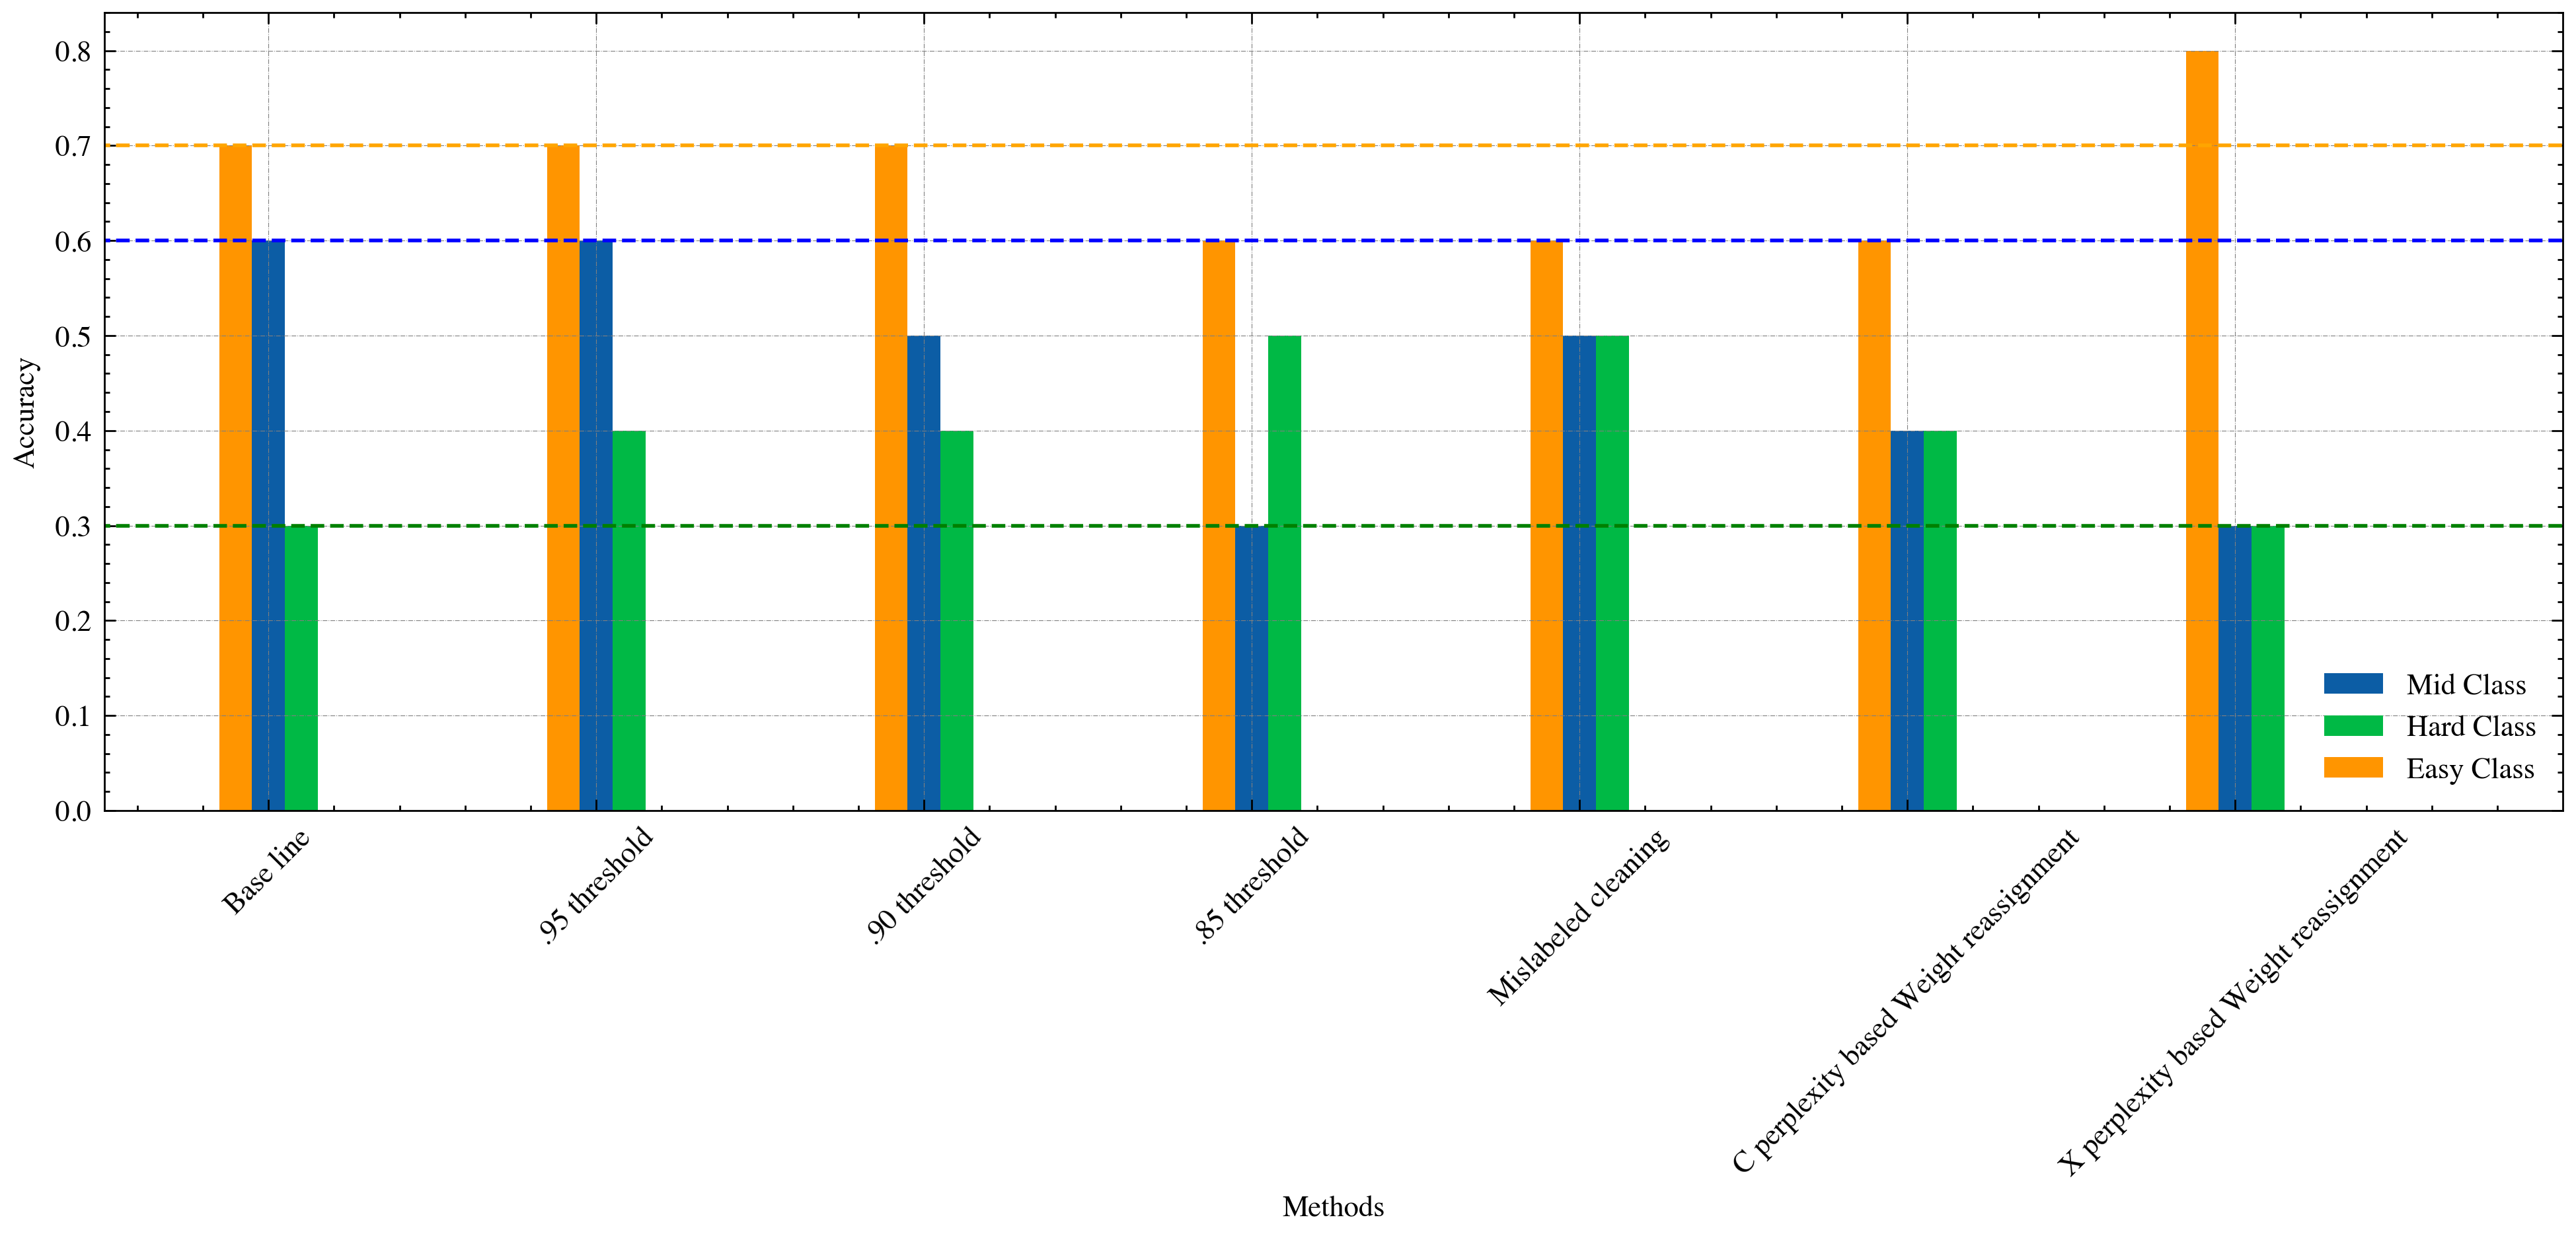 0.8
0.7
0.6
0.5
0.4
0.3
0.2
0.1
0.0
Accuracy
Mid Class
Hard Class
Easy Class
Base line
.95 threshold
.90 threshold
.85 threshold
Mislabeled cleaning
C perplexity based Weight reassignment
X perplexity based Weight reassignment
Methods